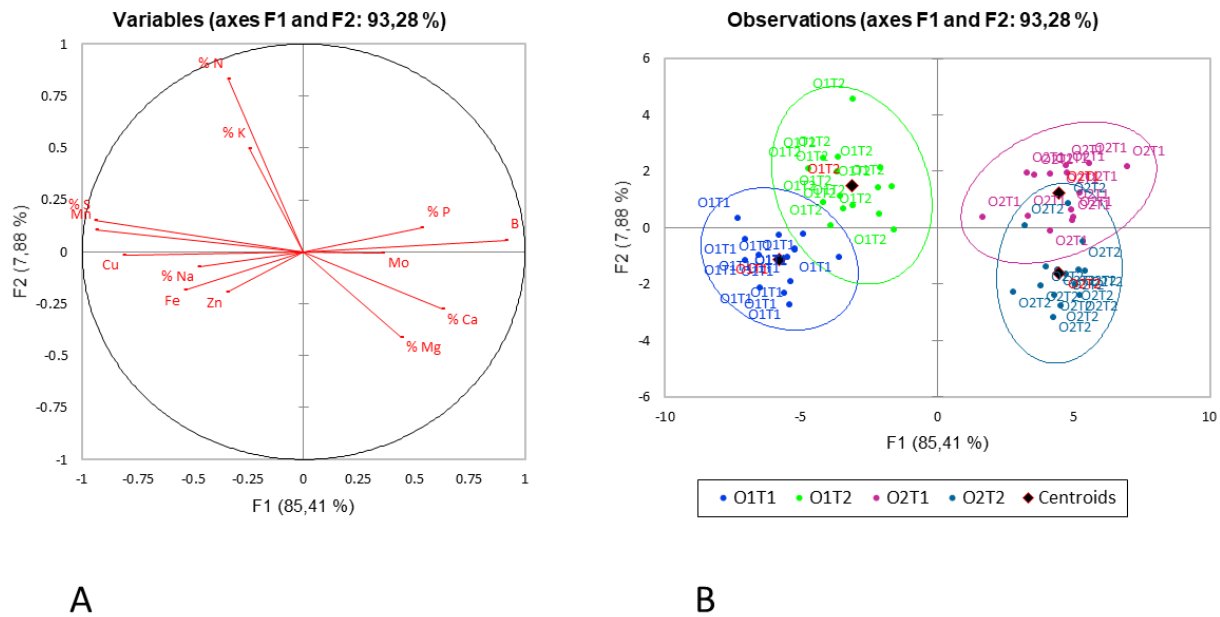 Variables (axes F1 and F2: 93,28 %)
1
% N
0.75
% K
0.5
0.25
% S
Mn
% P
B
0
Cu
Mo
% Na
Fe
Zn
% Ca
-0.25
% Mg
-0.5
-0.75
-1
-1 -0.75 -0.5 -0.25 0 0.25 0.5 0.75 1
F2 (7,88 %)
F1 (85,41 %)
A
Observations (axes F1 and F2: 93,28 %)
6
4
2
0
-2
-4
-6
-10 -5 0 5 10
F2 (7,88 %)
F1 (85,41 %)
O1T2
O1T2
O1T2
O1T2
O1T2
O1T2
O1T2
O1T1
O1T1
O1T1
O1T1
O1T1
O1T1
O2T1
O2T1
O2T1
O2T1
O2T1
O2T2
O2T2
O2T2
O2T2
O2T2
O2T2
O1T1 O1T2 O2T1 O2T2 Centroids
B